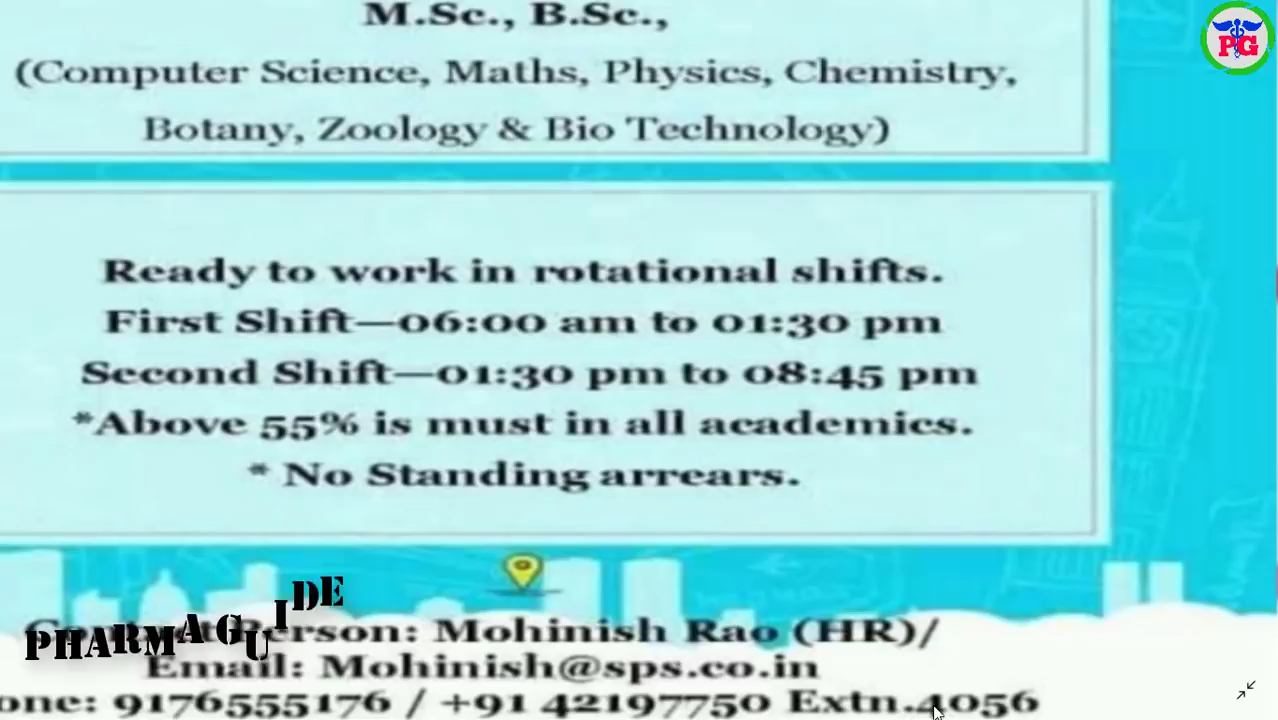 M.Sc., B.Sc.,
(Computer Science, Maths, Physics, Chemistry,
Botany, Zoology & Bio Technology)
PG
Ready to work in rotational shifts.
First Shift—06:00 am to 01:30 pm
Second Shift—01:30 pm to 08:45 pm
*Above 55% is must in all academics.
* No Standing arrears.
PHARMAGUIDE
Person: Mohinish Rao (HR)/
Email: Mohinish@sps.co.in
one: 9176555176 / +91 42197750 Extn.4056